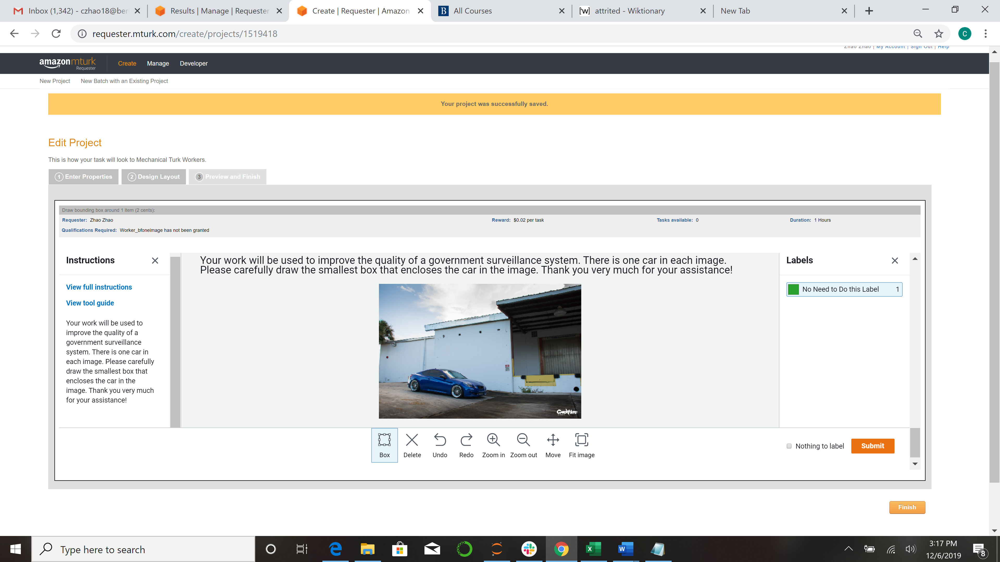 Inbox (1,342) - czhao18@ber
Results | Manage | Requester
Create | Requester | Amazon
All Courses
attrited - Wiktionary
New Tab
requester.mturk.com/create/projects/1519418
C
Zhao Zhao | My Account | Sign Out | Help
amazonmturk
Requester
Create
Manage
Developer
New Project
New Batch with an Existing Project
Your project was successfully saved.
Edit Project
This is how your task will look to Mechanical Turk Workers.
1 Enter Properties
2 Design Layout
3 Preview and Finish
Draw bounding box around 1 item (2 cents):
Requester: Zhao Zhao
Reward: $0.02 per task
Tasks available: 0
Duration: 1 Hours
Qualifications Required: Worker_bfoneimage has not been granted
Instructions
View full instructions
View tool guide
Your work will be used to
improve the quality of a
government surveillance
system. There is one car in
each image. Please carefully
draw the smallest box that
encloses the car in the
image. Thank you very much
for your assistance!
Your work will be used to improve the quality of a government surveillance system. There is one car in each image.
Please carefully draw the smallest box that encloses the car in the image. Thank you very much for your assistance!
CarXHype
Labels
No Need to Do this Label 1
Box
Delete
Undo
Redo
Zoom in
Zoom out
Move
Fit image
Nothing to label
Submit
Finish
Type here to search
3:17 PM
12/6/2019
8